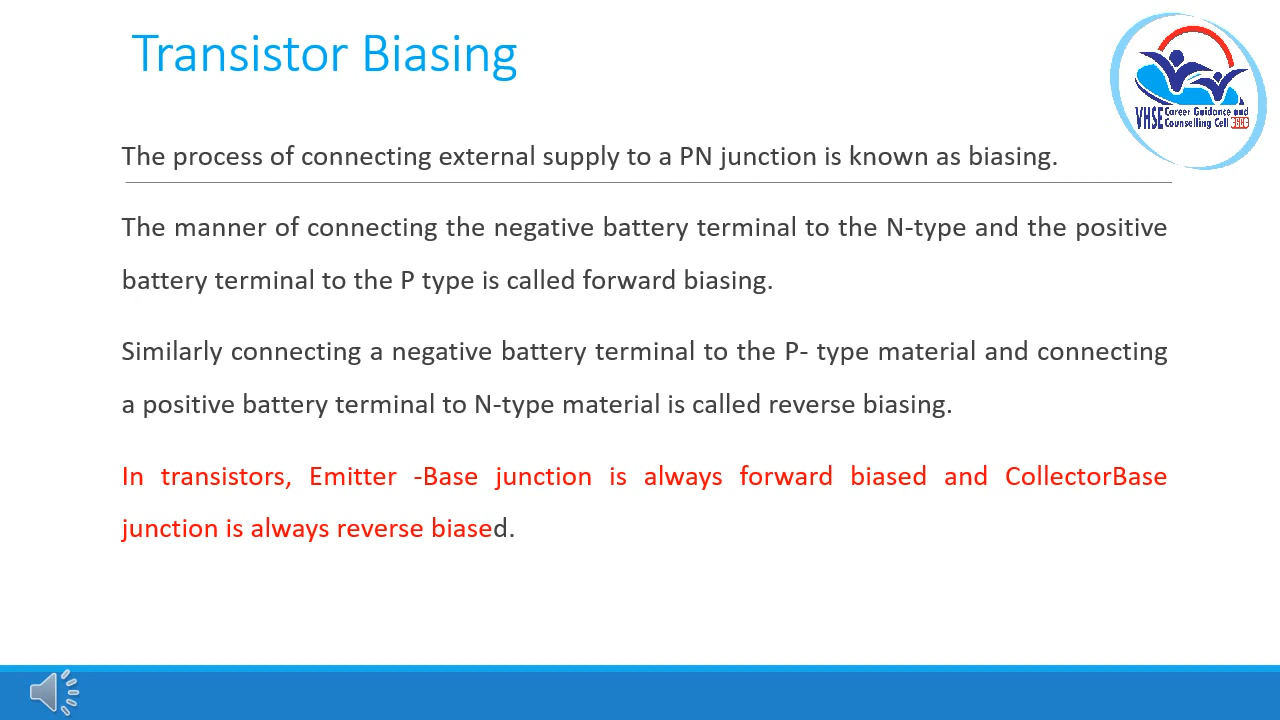 Transistor Biasing
VHSE Career Guidance and
Counselling Cell
The process of connecting external supply to a PN junction is known as biasing.
The manner of connecting the negative battery terminal to the N-type and the positive
battery terminal to the P type is called forward biasing.
Similarly connecting a negative battery terminal to the P- type material and connecting
a positive battery terminal to N-type material is called reverse biasing.
In transistors, Emitter -Base junction is always forward biased and CollectorBase
junction is always reverse biased.